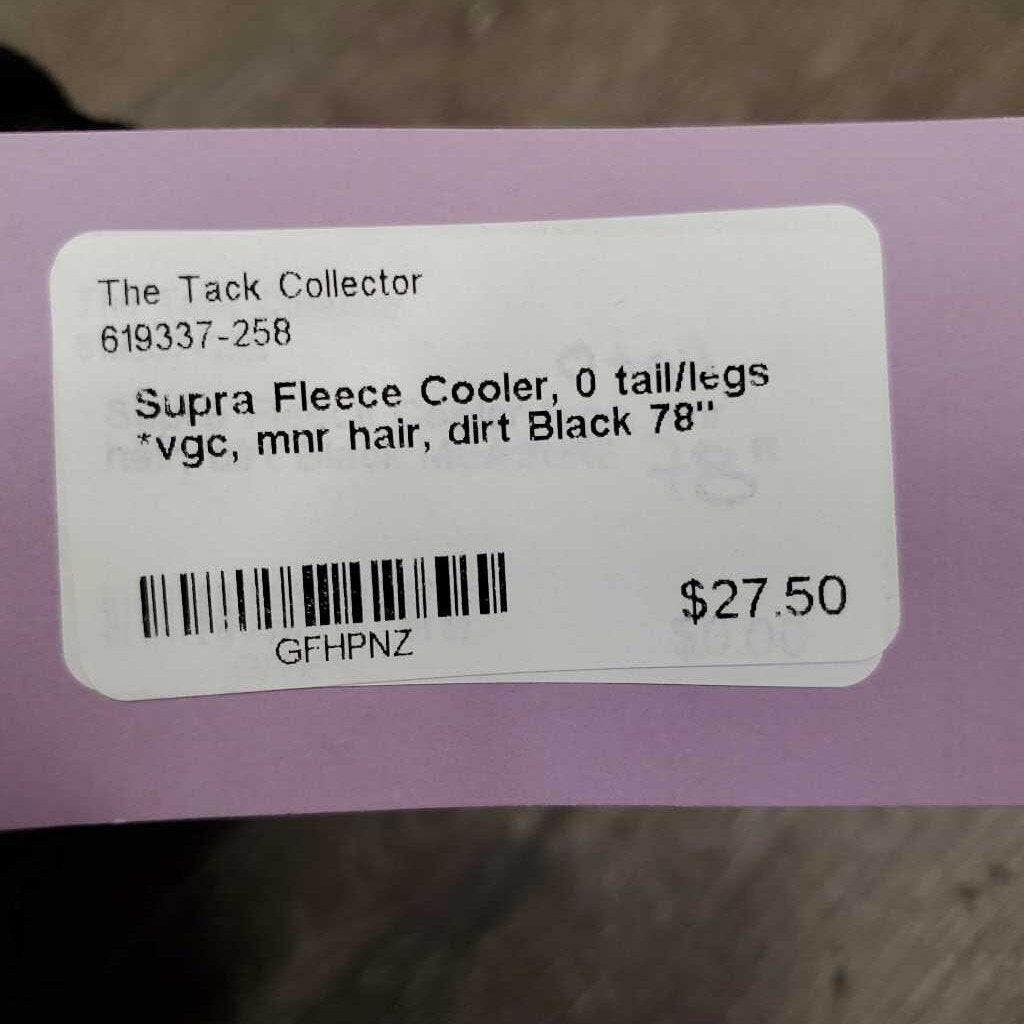 The Tack Collector
619337-258
Supra Fleece Cooler, 0 tail/legs
*vgc, mnr hair, dirt Black 78"
GFHPNZ
$27.50